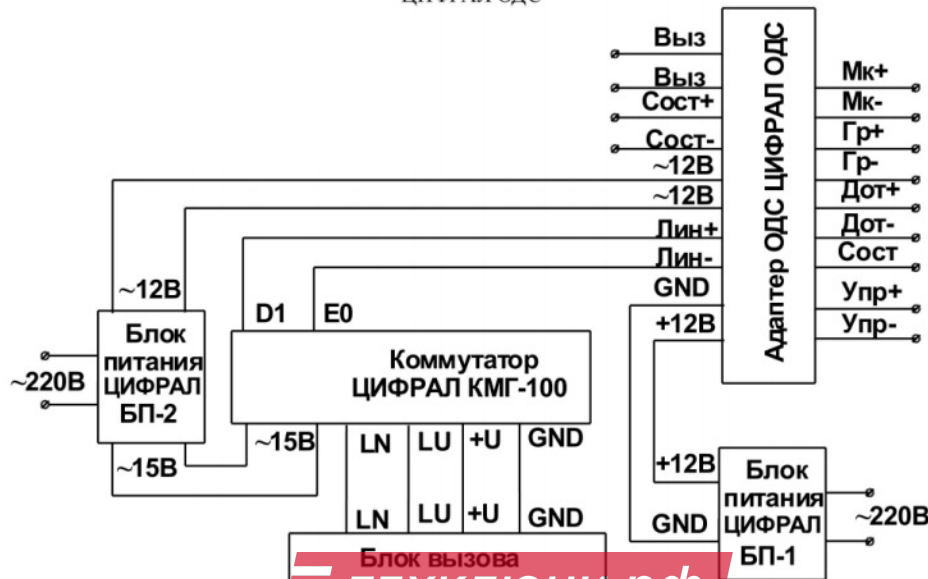 Выз
Выз
Сост+
Сост-
~12В
~12В
Лин+
Лин-
GND
+12В
Адаптер ОДС ЦИФРАЛ ОДС
Мк+
Мк-
Гр+
Гр-
Дот+
Дот-
Сост
Упр+
Упр-
~12В
Блок
питания
ЦИФРАЛ
БП-2
~220В
~15В
D1 E0
Коммутатор
ЦИФРАЛ КМГ-100
~15В LN LU +U GND
LN LU +U GND
Блок вызова
+12В
GND
Блок
питания
ЦИФРАЛ
БП-1
~220В